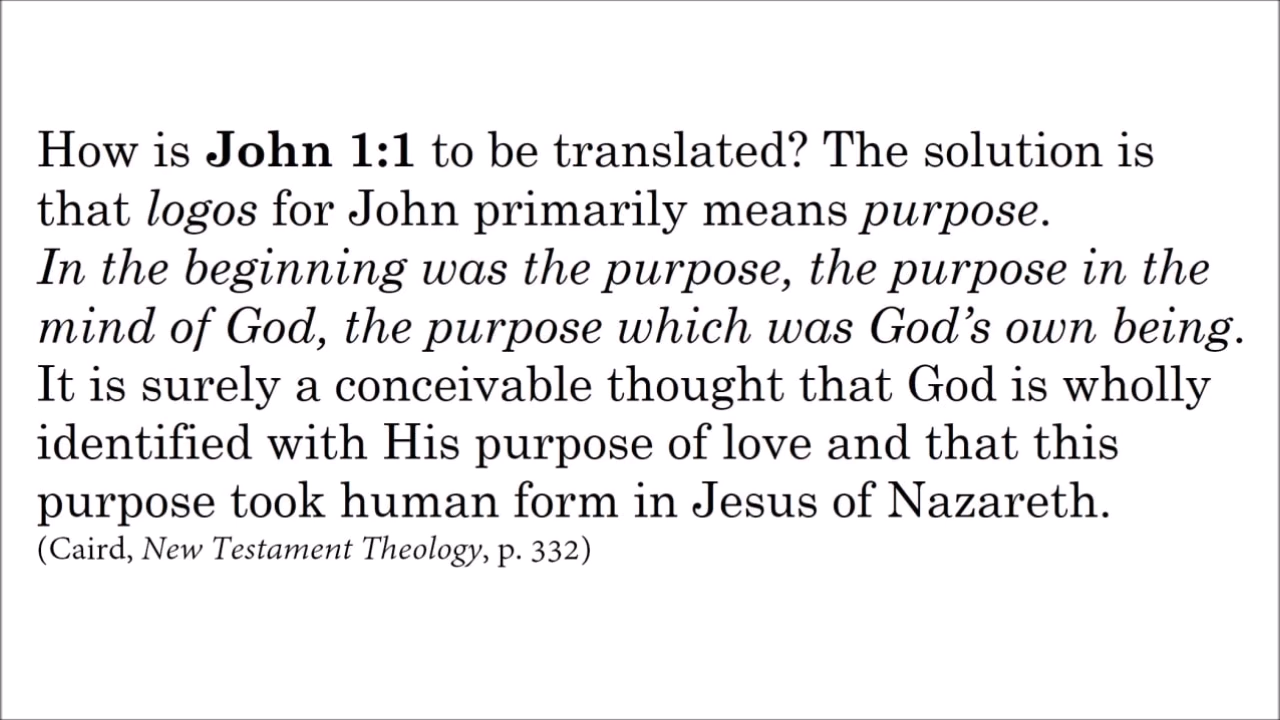 How is John 1:1 to be translated? The solution is
that logos for John primarily means purpose.
In the beginning was the purpose, the purpose in the
mind of God, the purpose which was God’s own being.
It is surely a conceivable thought that God is wholly
identified with His purpose of love and that this
purpose took human form in Jesus of Nazareth.
(Caird, New Testament Theology, p. 332)